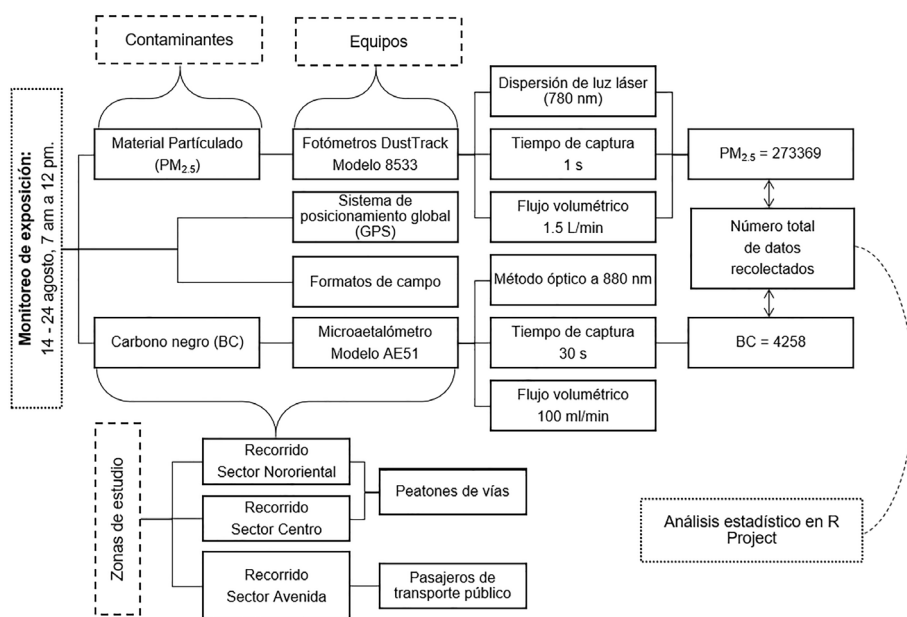 Contaminantes
Equipos
Monitoreo de exposición:
14 - 24 agosto, 7 am a 12 pm.
Material Partículado
(PM2.5)
Fotómetros DustTrack
Modelo 8533
Dispersión de luz láser
(780 nm)
Tiempo de captura
1 s
Flujo volumétrico
1.5 L/min
PM2.5 = 273369
Sistema de
posicionamiento global
(GPS)
Formatos de campo
Número total
de datos
recolectados
Carbono negro (BC)
Microaetalómetro
Modelo AE51
Método óptico a 880 nm
Tiempo de captura
30 s
Flujo volumétrico
100 ml/min
BC = 4258
Zonas de estudio
Recorrido
Sector Nororiental
Recorrido
Sector Centro
Recorrido
Sector Avenida
Peatones de vías
Pasajeros de
transporte público
Análisis estadístico en R
Project